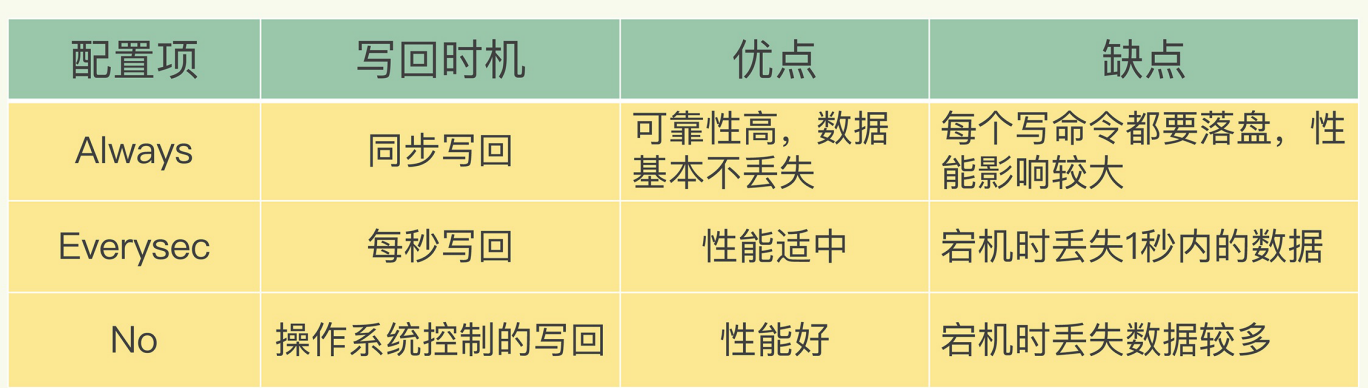 配置项 写回时机 优点 缺点
Always 同步写回 可靠性高，数据基本不丢失 每个写命令都要落盘，性能影响较大
Everysec 每秒写回 性能适中 宕机时丢失1秒内的数据
No 操作系统控制的写回 性能好 宕机时丢失数据较多